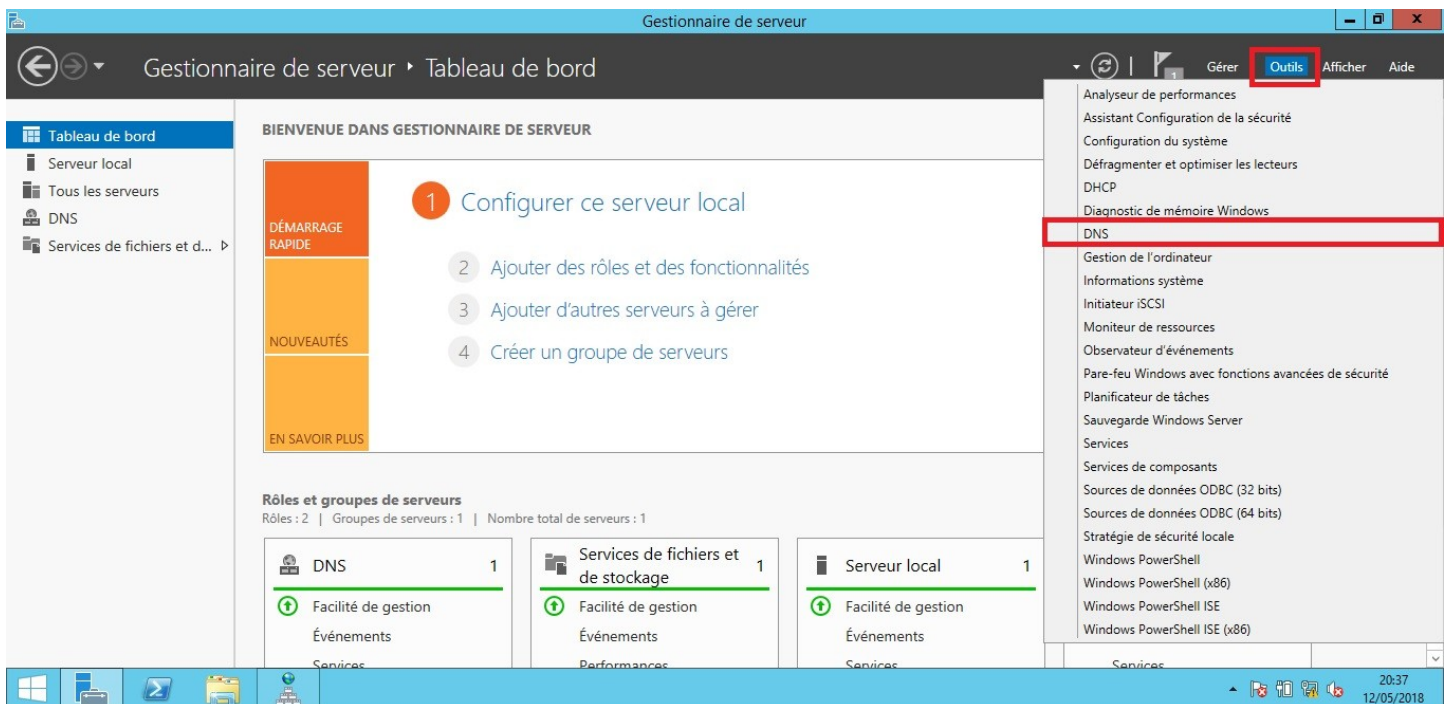 Gestionnaire de serveur
Gestionnaire de serveur ‣ Tableau de bord
1
Gérer
Outils
Afficher
Aide
Tableau de bord
Serveur local
Tous les serveurs
DNS
Services de fichiers et d...
BIENVENUE DANS GESTIONNAIRE DE SERVEUR
DÉMARRAGE
RAPIDE
NOUVEAUTÉS
EN SAVOIR PLUS
1 Configurer ce serveur local
2 Ajouter des rôles et des fonctionnalités
3 Ajouter d'autres serveurs à gérer
4 Créer un groupe de serveurs
Rôles et groupes de serveurs
Rôles : 2 | Groupes de serveurs : 1 | Nombre total de serveurs : 1
DNS 1
Facilité de gestion
Événements
Services
Services de fichiers et
de stockage 1
Facilité de gestion
Événements
Performances
Serveur local 1
Facilité de gestion
Événements
Services
Services
Analyseur de performances
Assistant Configuration de la sécurité
Configuration du système
Défragmenter et optimiser les lecteurs
DHCP
Diagnostic de mémoire Windows
DNS
Gestion de l'ordinateur
Informations système
Initiateur iSCSI
Moniteur de ressources
Observateur d'événements
Pare-feu Windows avec fonctions avancées de sécurité
Planificateur de tâches
Sauvegarde Windows Server
Services
Services de composants
Sources de données ODBC (32 bits)
Sources de données ODBC (64 bits)
Stratégie de sécurité locale
Windows PowerShell
Windows PowerShell (x86)
Windows PowerShell ISE
Windows PowerShell ISE (x86)
20:37
12/05/2018